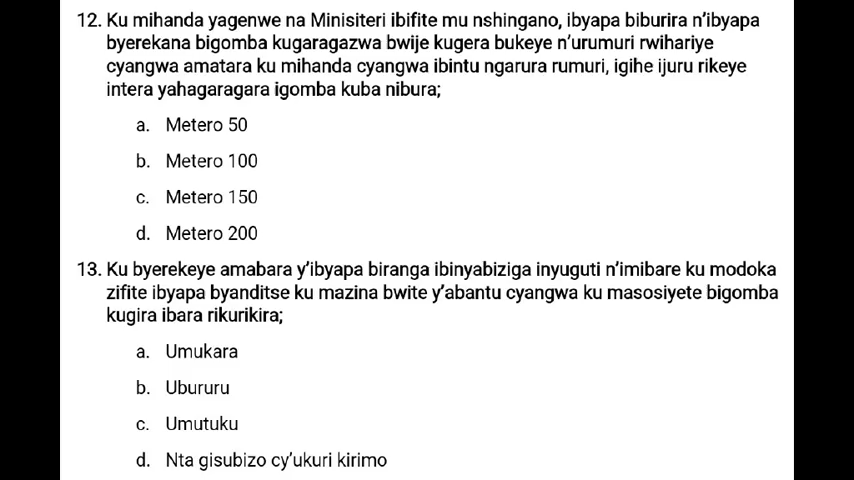 12. Ku mihanda yagenwe na Minisiteri ibifite mu nshingano, ibyapa biburira n'ibyapa
byerekana bigomba kugaragazwa bwije kugera bukeye n'urumuri rwihariye
cyangwa amatara ku mihanda cyangwa ibintu ngarura rumuri, igihe ijuru rikeye
intera yahagaragara igomba kuba nibura;
a. Metero 50
b. Metero 100
c. Metero 150
d. Metero 200
13. Ku byerekeye amabara y'ibyapa biranga ibinyabiziga inyuguti n'imibare ku modoka
zifite ibyapa byanditse ku mazina bwite y'abantu cyangwa ku masosiyete bigomba
kugira ibara rikurikira;
a. Umukara
b. Ubururu
c. Umutuku
d. Nta gisubizo cy'ukuri kirimo